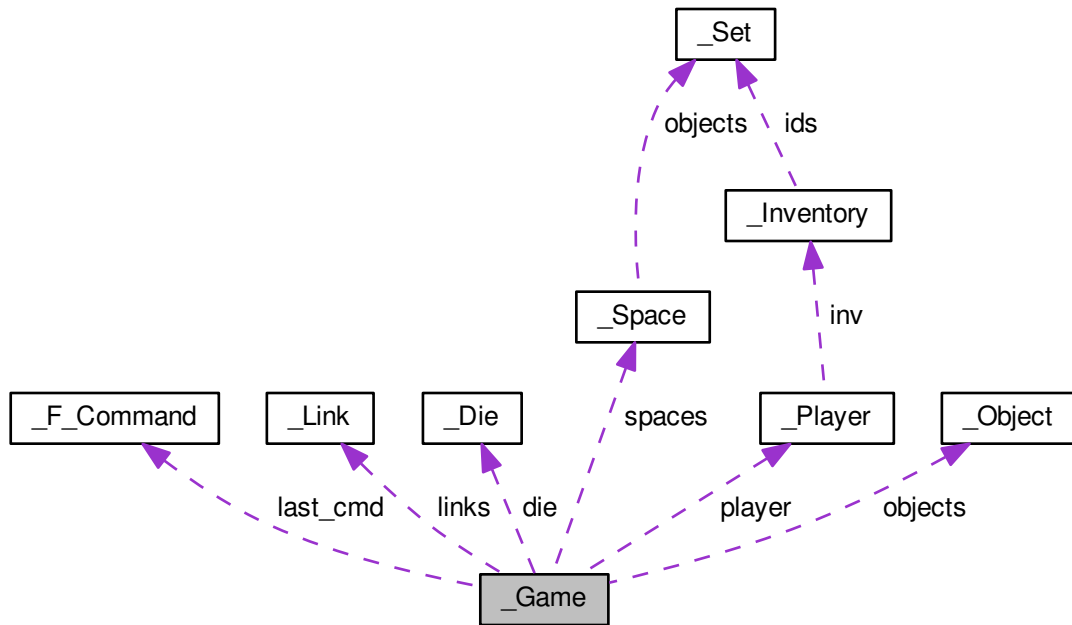 _Set
objects
ids
_Inventory
_Space
inv
_F_Command
_Link
_Die
spaces
_Player
_Object
last_cmd
links
die
player
objects
_Game